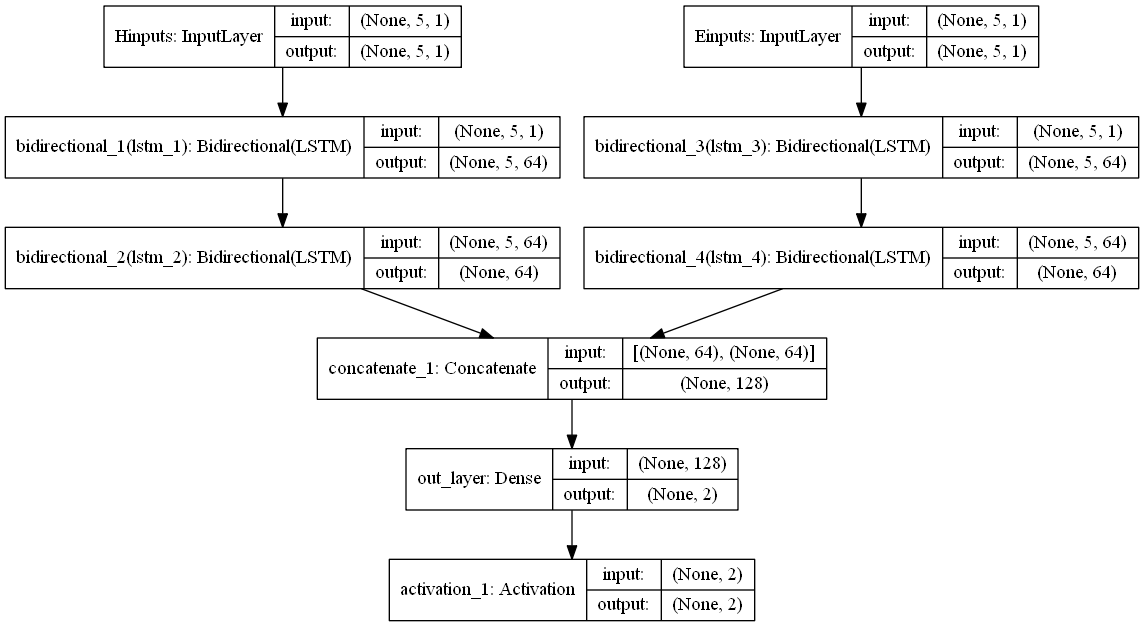 Hinputs: InputLayer
input: (None, 5, 1)
output: (None, 5, 1)
Einputs: InputLayer
input: (None, 5, 1)
output: (None, 5, 1)
bidirectional_1(lstm_1): Bidirectional(LSTM)
input: (None, 5, 1)
output: (None, 5, 64)
bidirectional_3(lstm_3): Bidirectional(LSTM)
input: (None, 5, 1)
output: (None, 5, 64)
bidirectional_2(lstm_2): Bidirectional(LSTM)
input: (None, 5, 64)
output: (None, 64)
bidirectional_4(lstm_4): Bidirectional(LSTM)
input: (None, 5, 64)
output: (None, 64)
concatenate_1: Concatenate
input: [(None, 64), (None, 64)]
output: (None, 128)
out_layer: Dense
input: (None, 128)
output: (None, 2)
activation_1: Activation
input: (None, 2)
output: (None, 2)